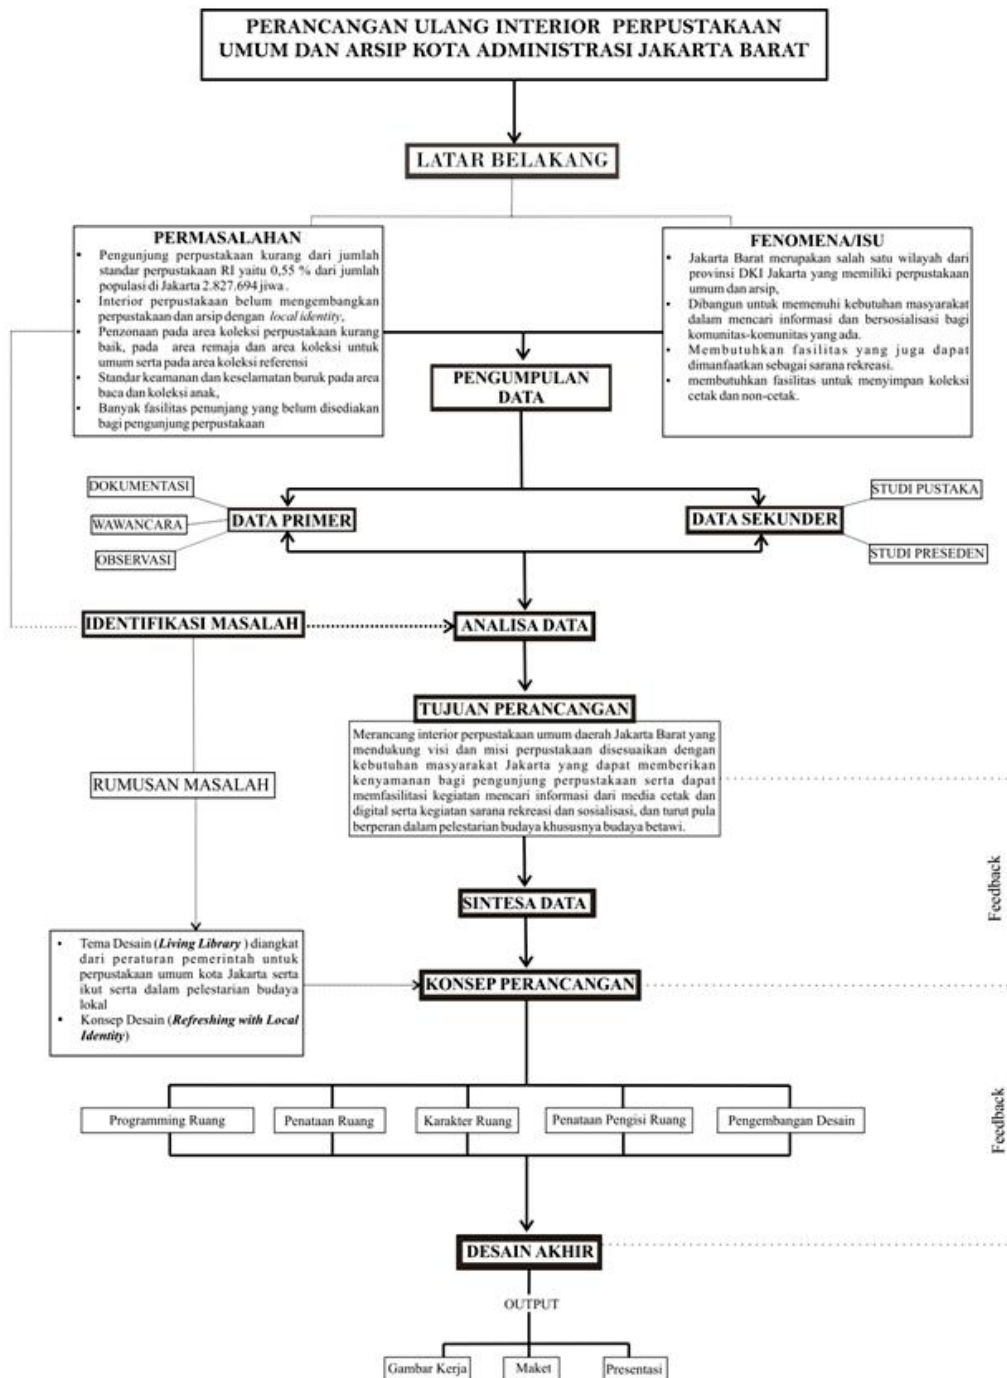 PERANCANGAN ULANG INTERIOR PERPUSTAKAAN
UMUM DAN ARSIP KOTA ADMINISTRASI JAKARTA BARAT
LATAR BELAKANG
PERMASALAHAN
▪ Pengunjung perpustakaan kurang dari jumlah
standar perpustakaan RI yaitu 0,55 % dari jumlah
populasi di Jakarta 2.827.694 jiwa .
▪ Interior perpustakaan belum mengembangkan
perpustakaan dan arsip dengan local identity,
▪ Penzonaan pada area koleksi perpustakaan kurang
baik, pada area remaja dan area koleksi untuk
umum serta pada area koleksi referensi
▪ Standar keamanan dan keselamatan buruk pada area
baca dan koleksi anak,
▪ Banyak fasilitas penunjang yang belum disediakan
bagi pengunjung perpustakaan
FENOMENA/ISU
▪ Jakarta Barat merupakan salah satu wilayah dari
provinsi DKI Jakarta yang memiliki perpustakaan
umum dan arsip,
▪ Dibangun untuk memenuhi kebutuhan masyarakat
dalam mencari informasi dan bersosialisasi bagi
komunitas-komunitas yang ada.
▪ Membutuhkan fasilitas yang juga dapat
dimanfaatkan sebagai sarana rekreasi.
▪ membutuhkan fasilitas untuk menyimpan koleksi
cetak dan non-cetak.
PENGUMPULAN
DATA
DOKUMENTASI
WAWANCARA
OBSERVASI
DATA PRIMER
DATA SEKUNDER
STUDI PUSTAKA
STUDI PRESEDEN
IDENTIFIKASI MASALAH
ANALISA DATA
TUJUAN PERANCANGAN
Merancang interior perpustakaan umum daerah Jakarta Barat yang
mendukung visi dan misi perpustakaan disesuaikan dengan
kebutuhan masyarakat Jakarta yang dapat memberikan
kenyamanan bagi pengunjung perpustakaan serta dapat
memfasilitasi kegiatan mencari informasi dari media cetak dan
digital serta kegiatan sarana rekreasi dan sosialisasi, dan turut pula
berperan dalam pelestarian budaya khususnya budaya betawi.
RUMUSAN MASALAH
Feedback
SINTESA DATA
▪ Tema Desain (Living Library ) diangkat
dari peraturan pemerintah untuk
perpustakaan umum kota Jakarta serta
ikut serta dalam pelestarian budaya
lokal
▪ Konsep Desain (Refreshing with Local
Identity)
KONSEP PERANCANGAN
Programming Ruang
Penataan Ruang
Karakter Ruang
Penataan Pengisi Ruang
Pengembangan Desain
Feedback
DESAIN AKHIR
OUTPUT
Gambar Kerja
Maket
Presentasi